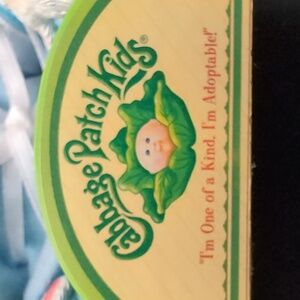 Cabbage Patch Kids®
"I'm One of a Kind, I'm Adoptable!"